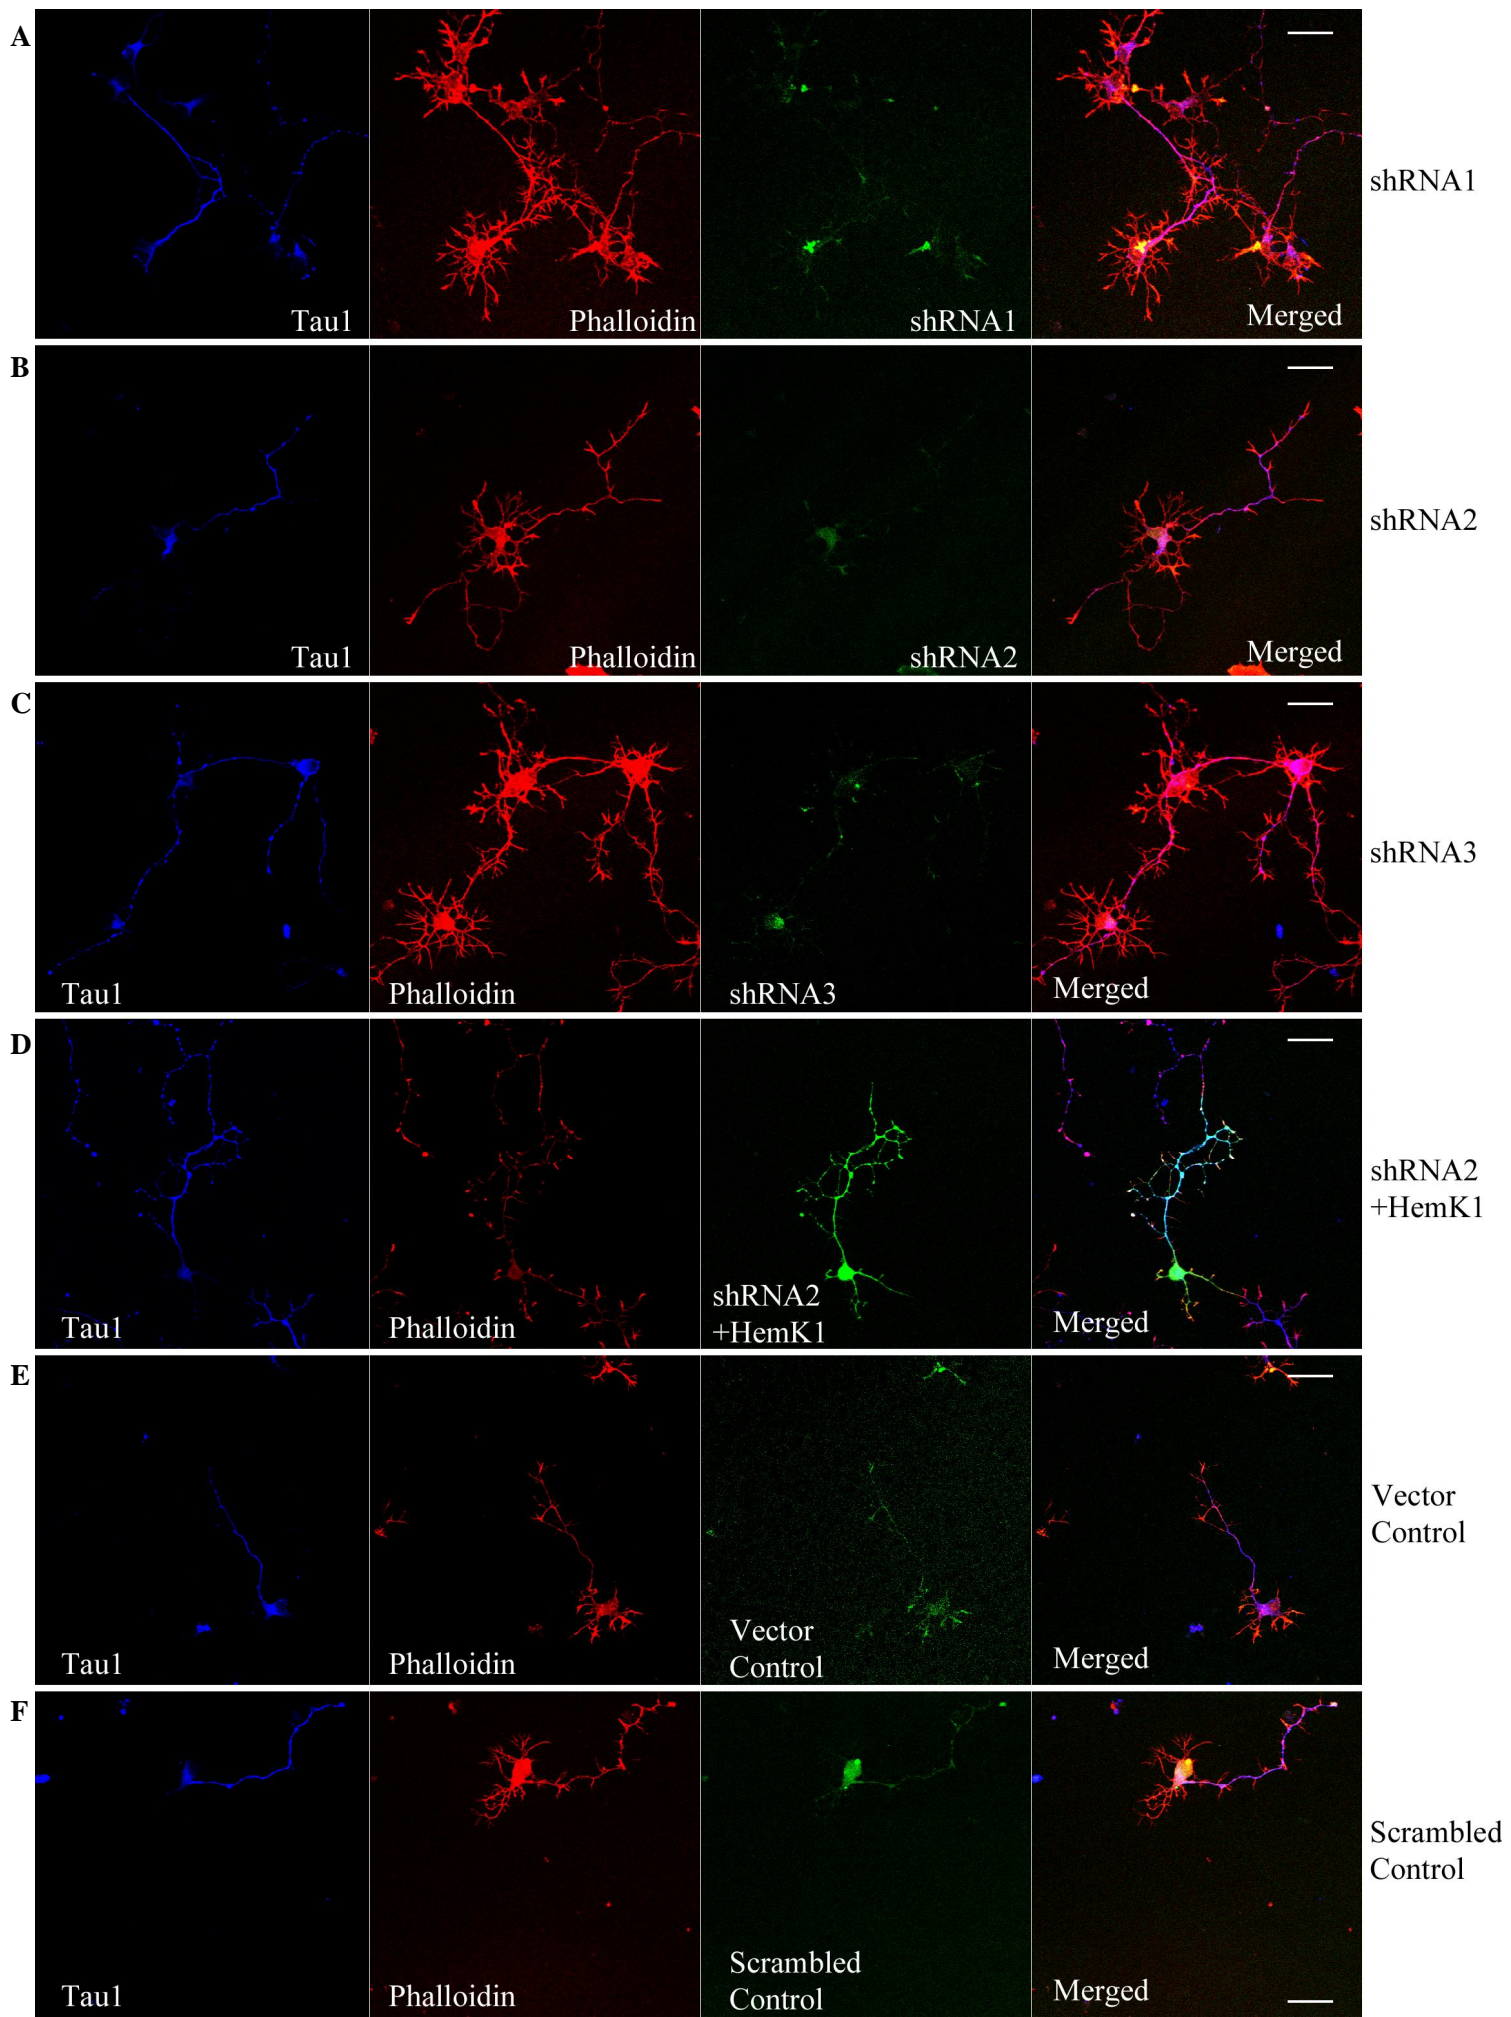 A
Tau1
Phalloidin
shRNA1
Merged
shRNA1
B
Tau1
Phalloidin
shRNA2
Merged
shRNA2
C
Tau1
Phalloidin
shRNA3
Merged
shRNA3
D
Tau1
Phalloidin
shRNA2
+HemK1
Merged
shRNA2
+HemK1
E
Tau1
Phalloidin
Vector
Control
Merged
Vector
Control
F
Tau1
Phalloidin
Scrambled
Control
Merged
Scrambled
Control